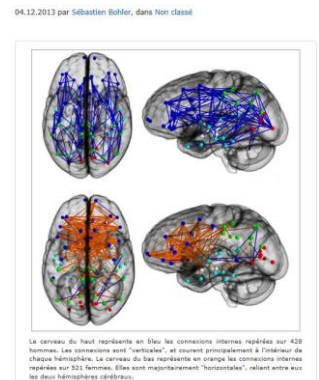 04.12.2013 par Sébastien Bohler, dans Non classé
Le cerveau du haut représente en bleu les connexions internes repérées sur 428
hommes. Les connexions sont "verticales", et courent principalement à l'intérieur de
chaque hémisphère. Le cerveau du bas représente en orange les connexions internes
repérées sur 521 femmes. Elles sont majoritairement "horizontales", reliant entre eux
les deux hémisphères cérébraux.